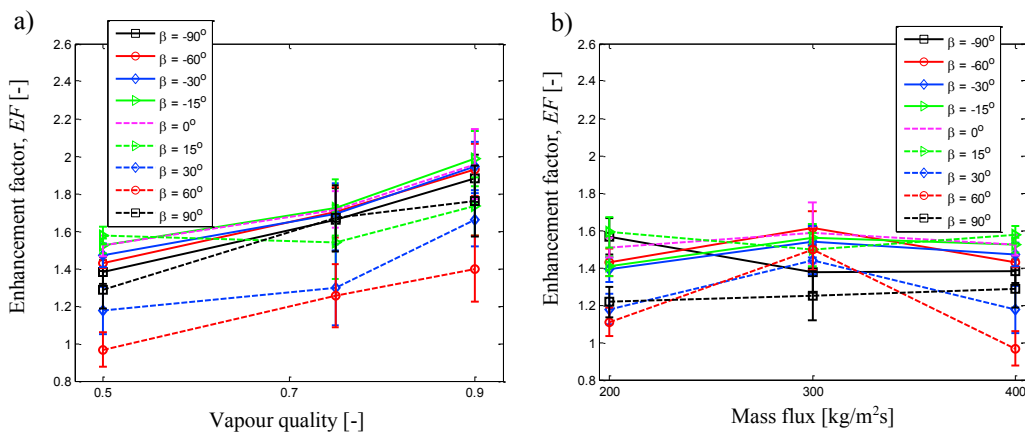 a)
β = -90°
β = -60°
β = -30°
β = -15°
β = 0°
β = 15°
β = 30°
β = 60°
β = 90°
2.6
2.4
2.2
2
1.8
1.6
1.4
1.2
1
0.8
0.5
0.7
0.9
Enhancement factor, EF [-]
Vapour quality [-]
b)
β = -90°
β = -60°
β = -30°
β = -15°
β = 0°
β = 15°
β = 30°
β = 60°
β = 90°
2.6
2.4
2.2
2
1.8
1.6
1.4
1.2
1
0.8
200
300
400
Enhancement factor, EF [-]
Mass flux [kg/m²s]